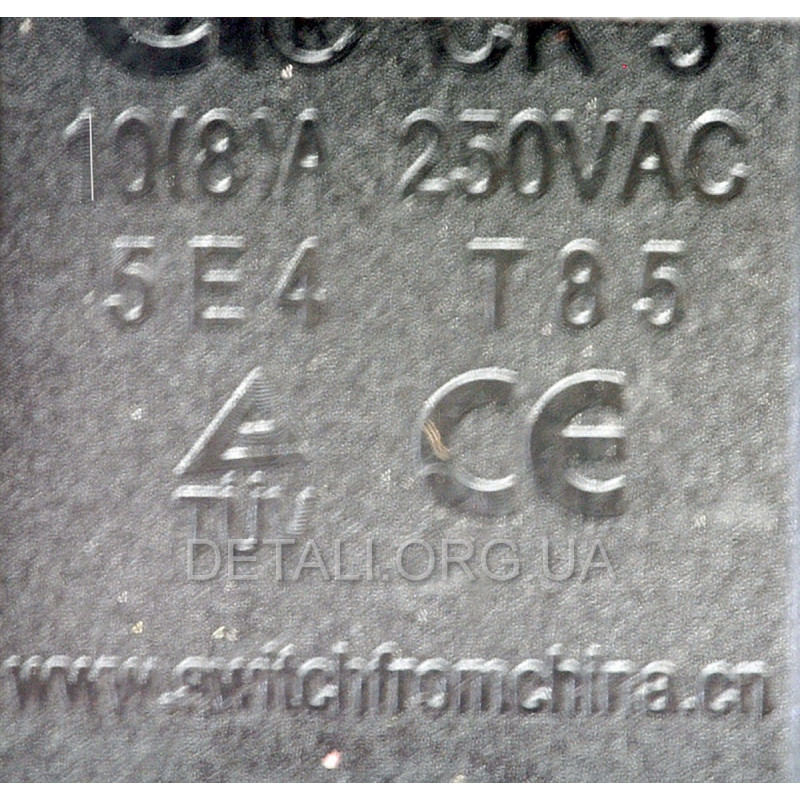 10(8)A 250VAC
5E4 T85
TÜV CE
DETALI.ORG.UA
www.switchfromchina.cn